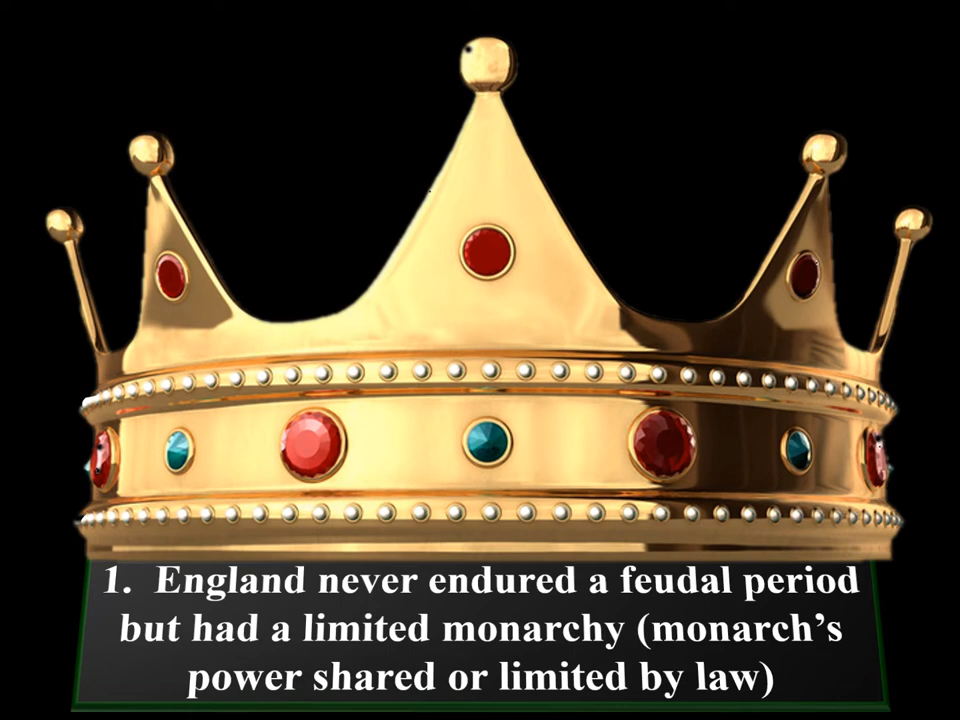 1.  England never endured a feudal period
but had a limited monarchy (monarch’s
power shared or limited by law)